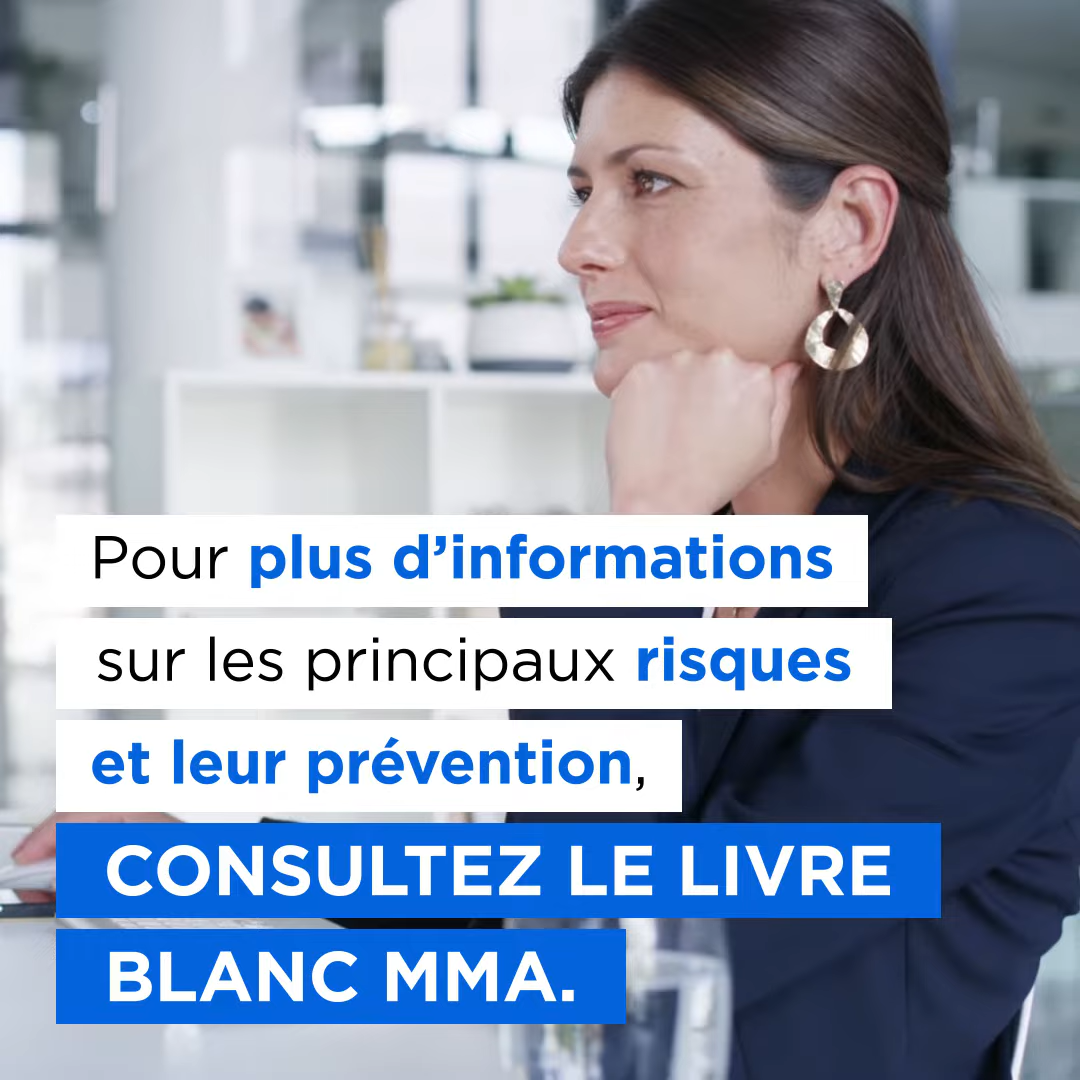 Pour plus d’informations
sur les principaux risques
et leur prévention,
CONSULTEZ LE LIVRE
BLANC MMA.